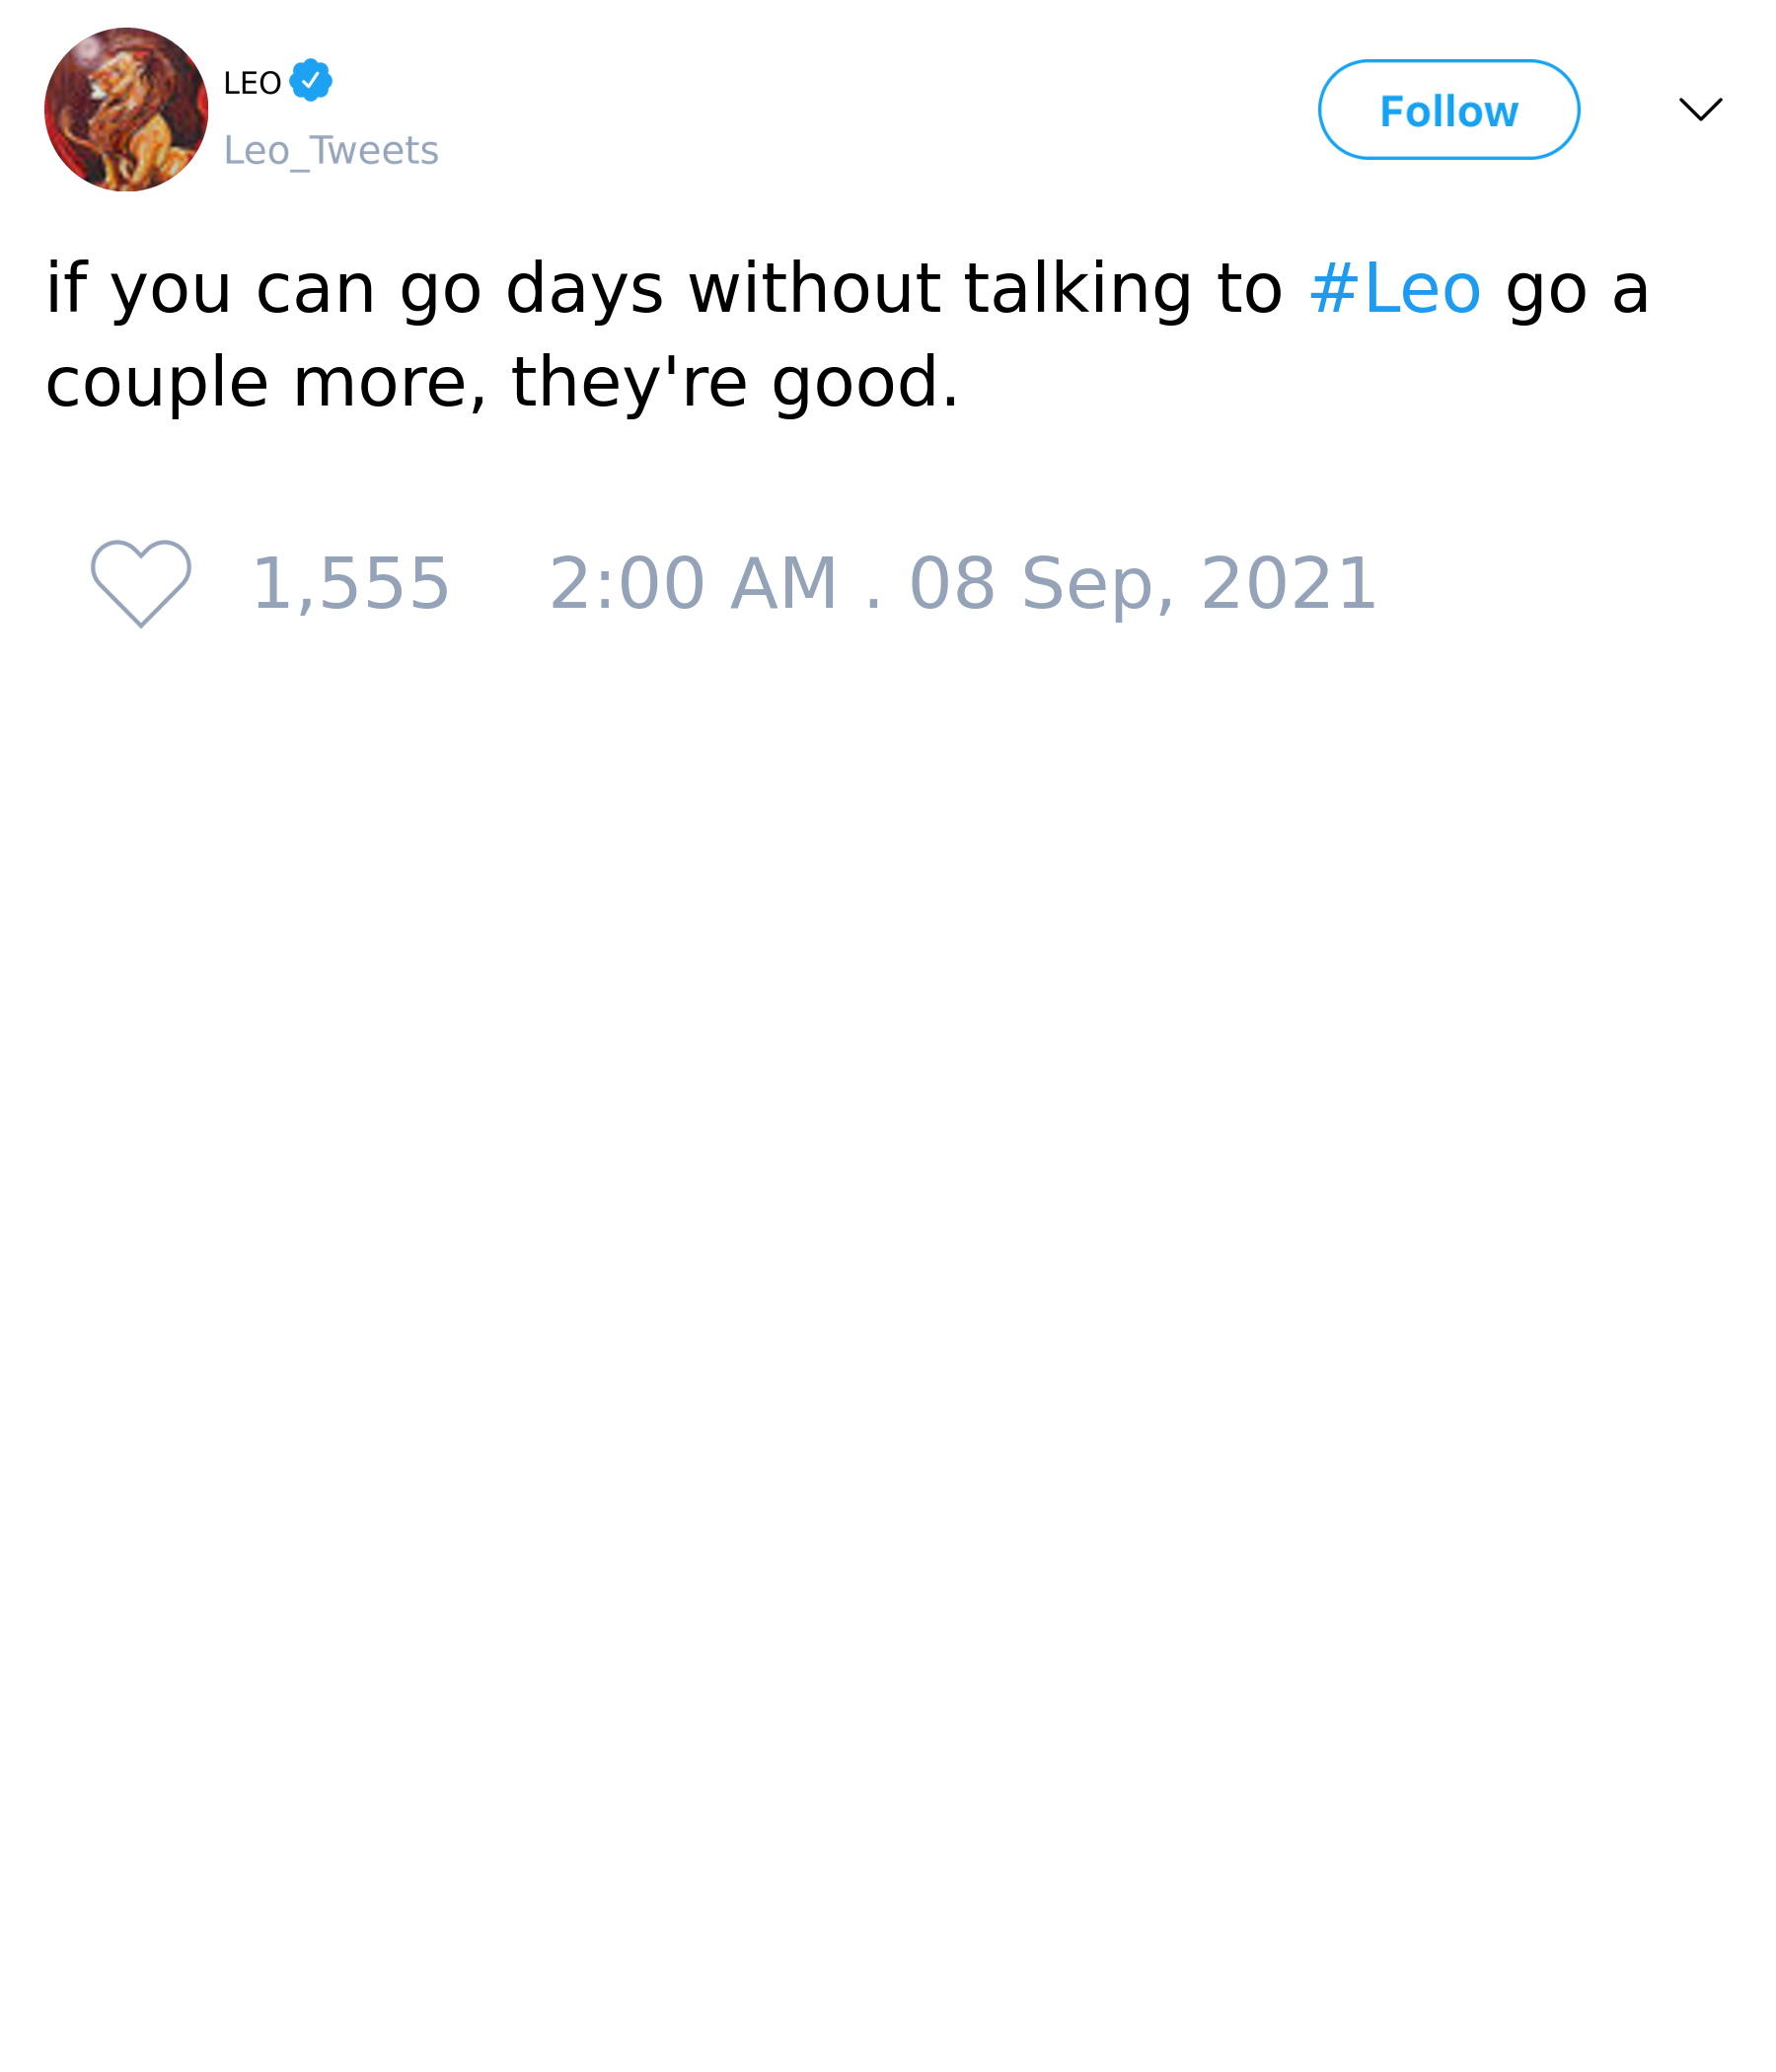 LEO
Leo_Tweets
Follow
if you can go days without talking to #Leo go a
couple more, they're good.
1,555 2:00 AM . 08 Sep, 2021